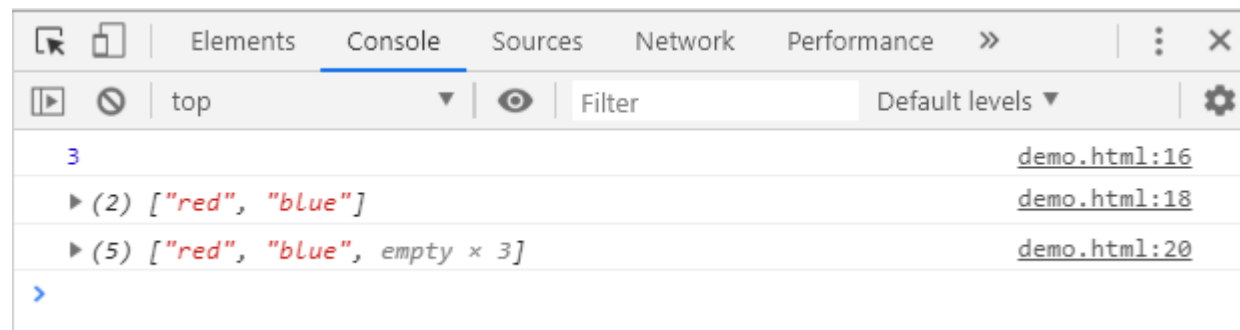 Elements Console Sources Network Performance »
top Filter Default levels
3 demo.html:16
(2) ["red", "blue"] demo.html:18
(5) ["red", "blue", empty × 3] demo.html:20